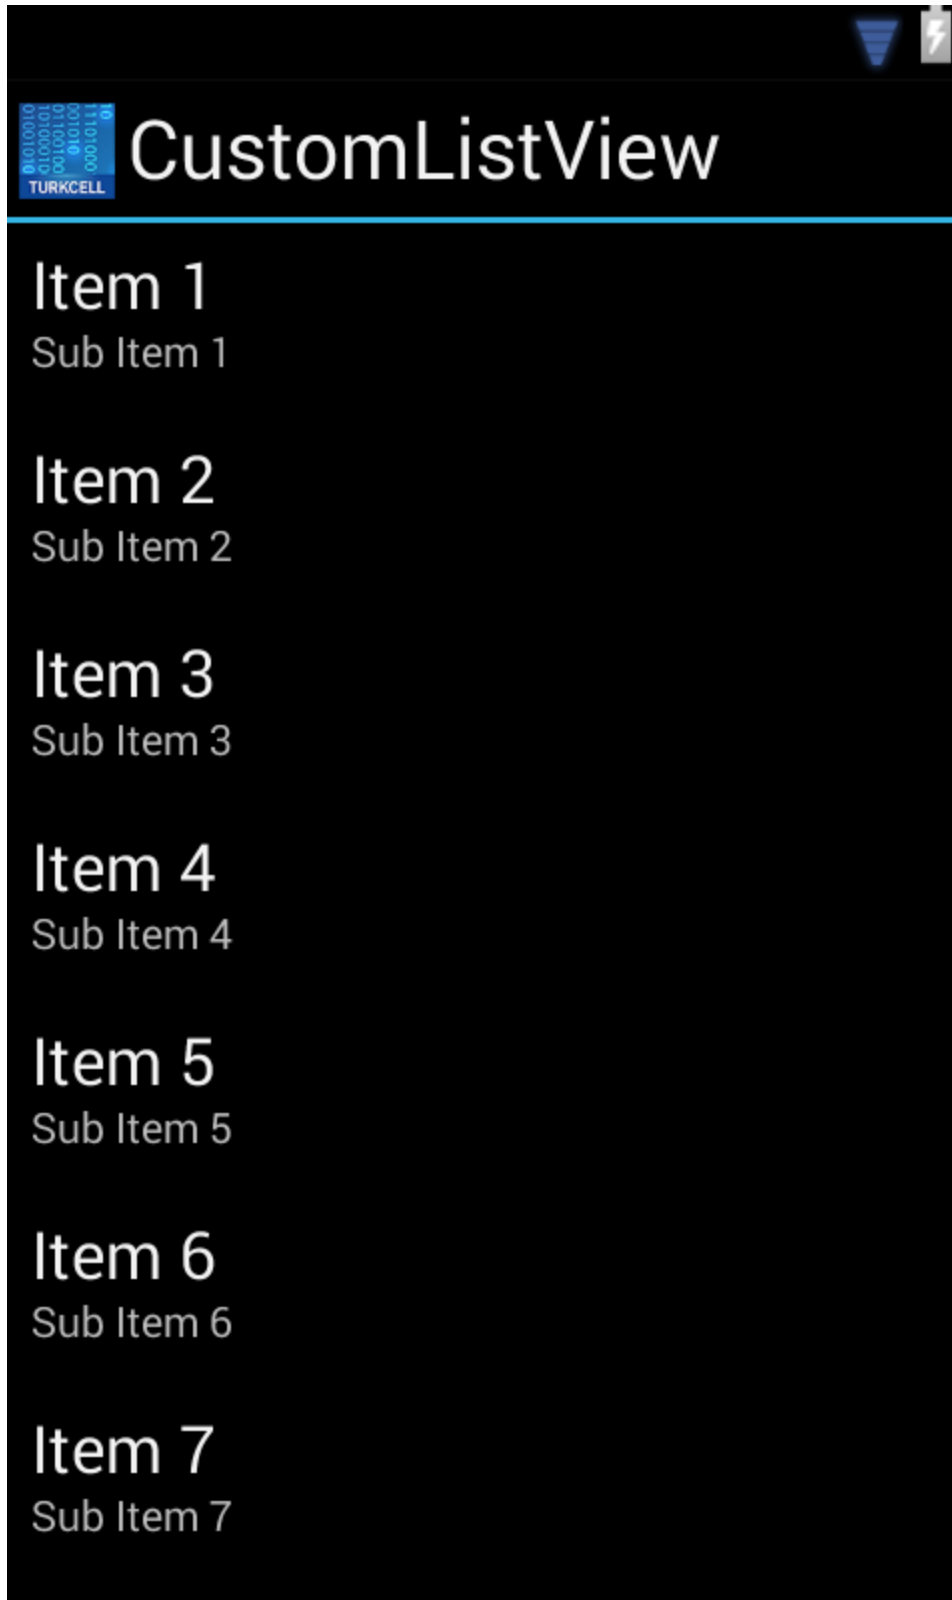 CustomListView
TURKCELL
Item 1
Sub Item 1
Item 2
Sub Item 2
Item 3
Sub Item 3
Item 4
Sub Item 4
Item 5
Sub Item 5
Item 6
Sub Item 6
Item 7
Sub Item 7